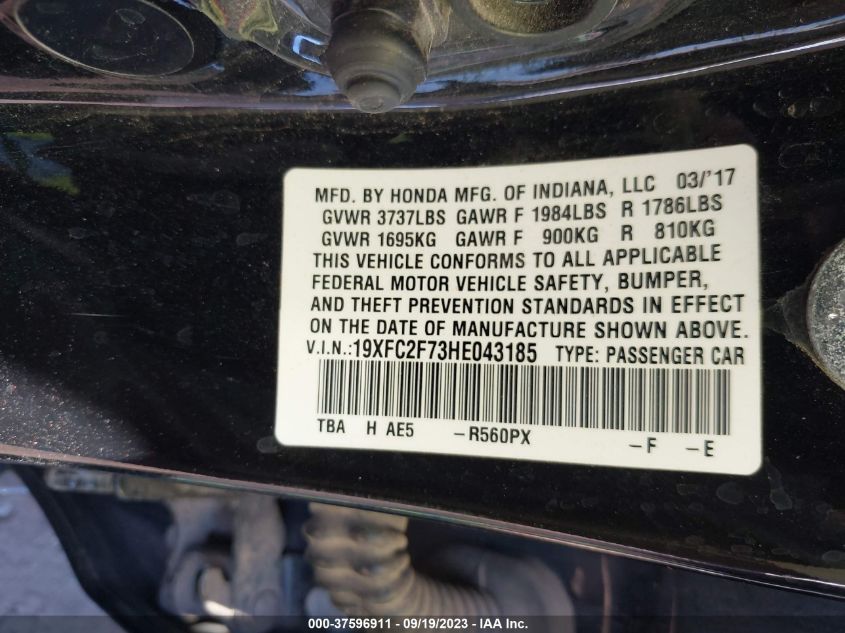 MFD. BY HONDA MFG. OF INDIANA, LLC 03/'17
GVWR 3737LBS GAWR F 1984LBS R 1786LBS
GVWR 1695KG GAWR F 900KG R 810KG
THIS VEHICLE CONFORMS TO ALL APPLICABLE
FEDERAL MOTOR VEHICLE SAFETY, BUMPER,
AND THEFT PREVENTION STANDARDS IN EFFECT
ON THE DATE OF MANUFACTURE SHOWN ABOVE.
V.I.N.:19XFC2F73HE043185 TYPE: PASSENGER CAR
TBA H AE5 -R560PX -F -E
000-37596911 - 09/19/2023 - IAA Inc.